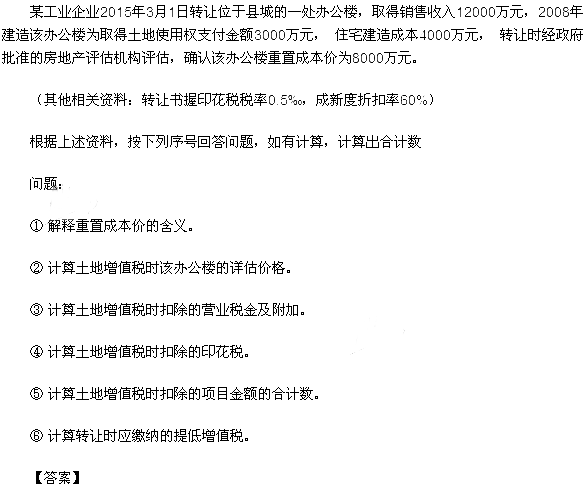 某工业企业2015年3月1日转让位于县城的一处办公楼，取得销售收入12000万元，2008年
建造该办公楼为取得土地使用权支付金额3000万元， 住宅建造成本4000万元， 转让时经政府
批准的房地产评估机构评估，确认该办公楼重置成本价为8000万元。
（其他相关资料：转让书握印花税税率0.5‰，成新度折扣率60%）
根据上述资料，按下列序号回答问题，如有计算，计算出合计数
问题：
① 解释重置成本价的含义。
② 计算土地增值税时该办公楼的详估价格。
③ 计算土地增值税时扣除的营业税金及附加。
④ 计算土地增值税时扣除的印花税。
⑤ 计算土地增值税时扣除的项目金额的合计数。
⑥ 计算转让时应缴纳的提低增值税。
【答案】